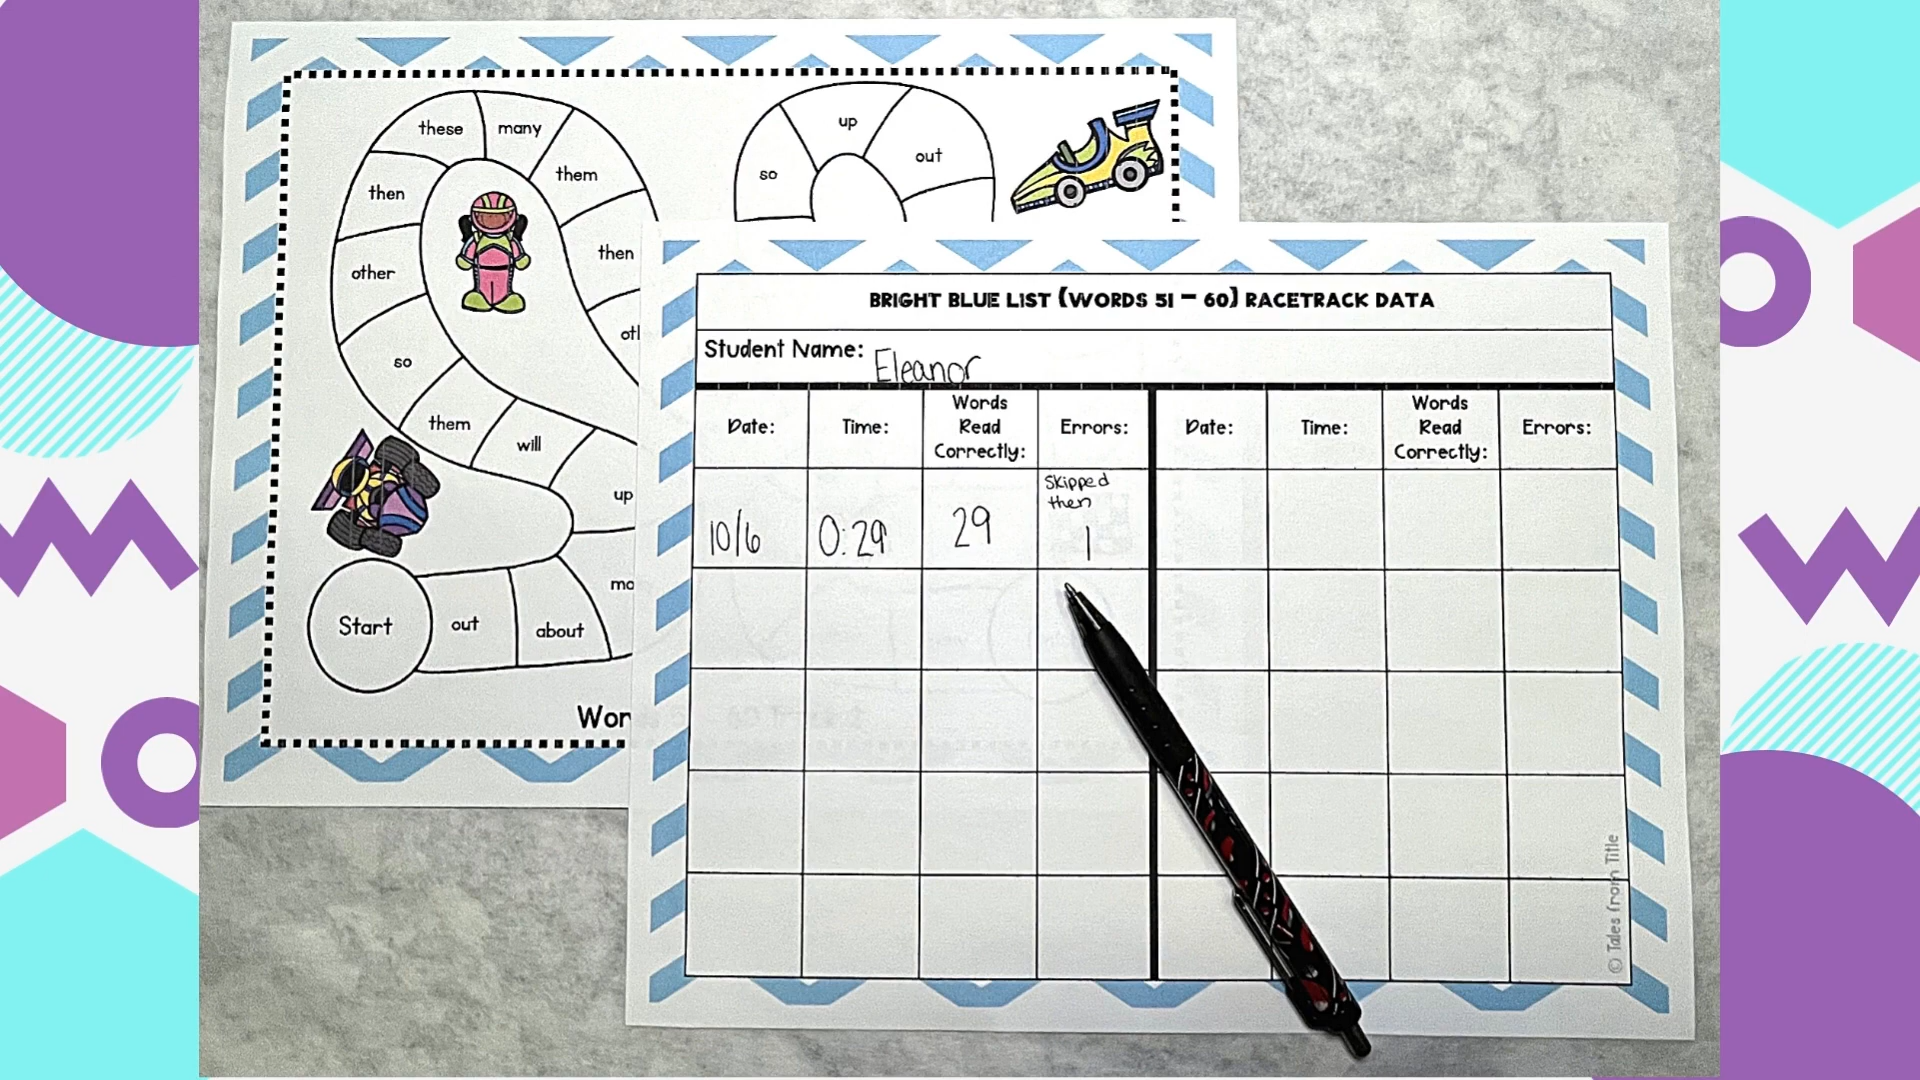 these
many
them
then
then
other
so
them
will
up
out
about
Start
so
up
out
BRIGHT BLUE LIST (WORDS 51 - 60) RACETRACK DATA
Student Name: Eleanor
Date:
Time:
Words
Read
Correctly:
Errors:
Date:
Time:
Words
Read
Correctly:
Errors:
10/6
0:29
29
Skipped
then
1
© Tales from Title